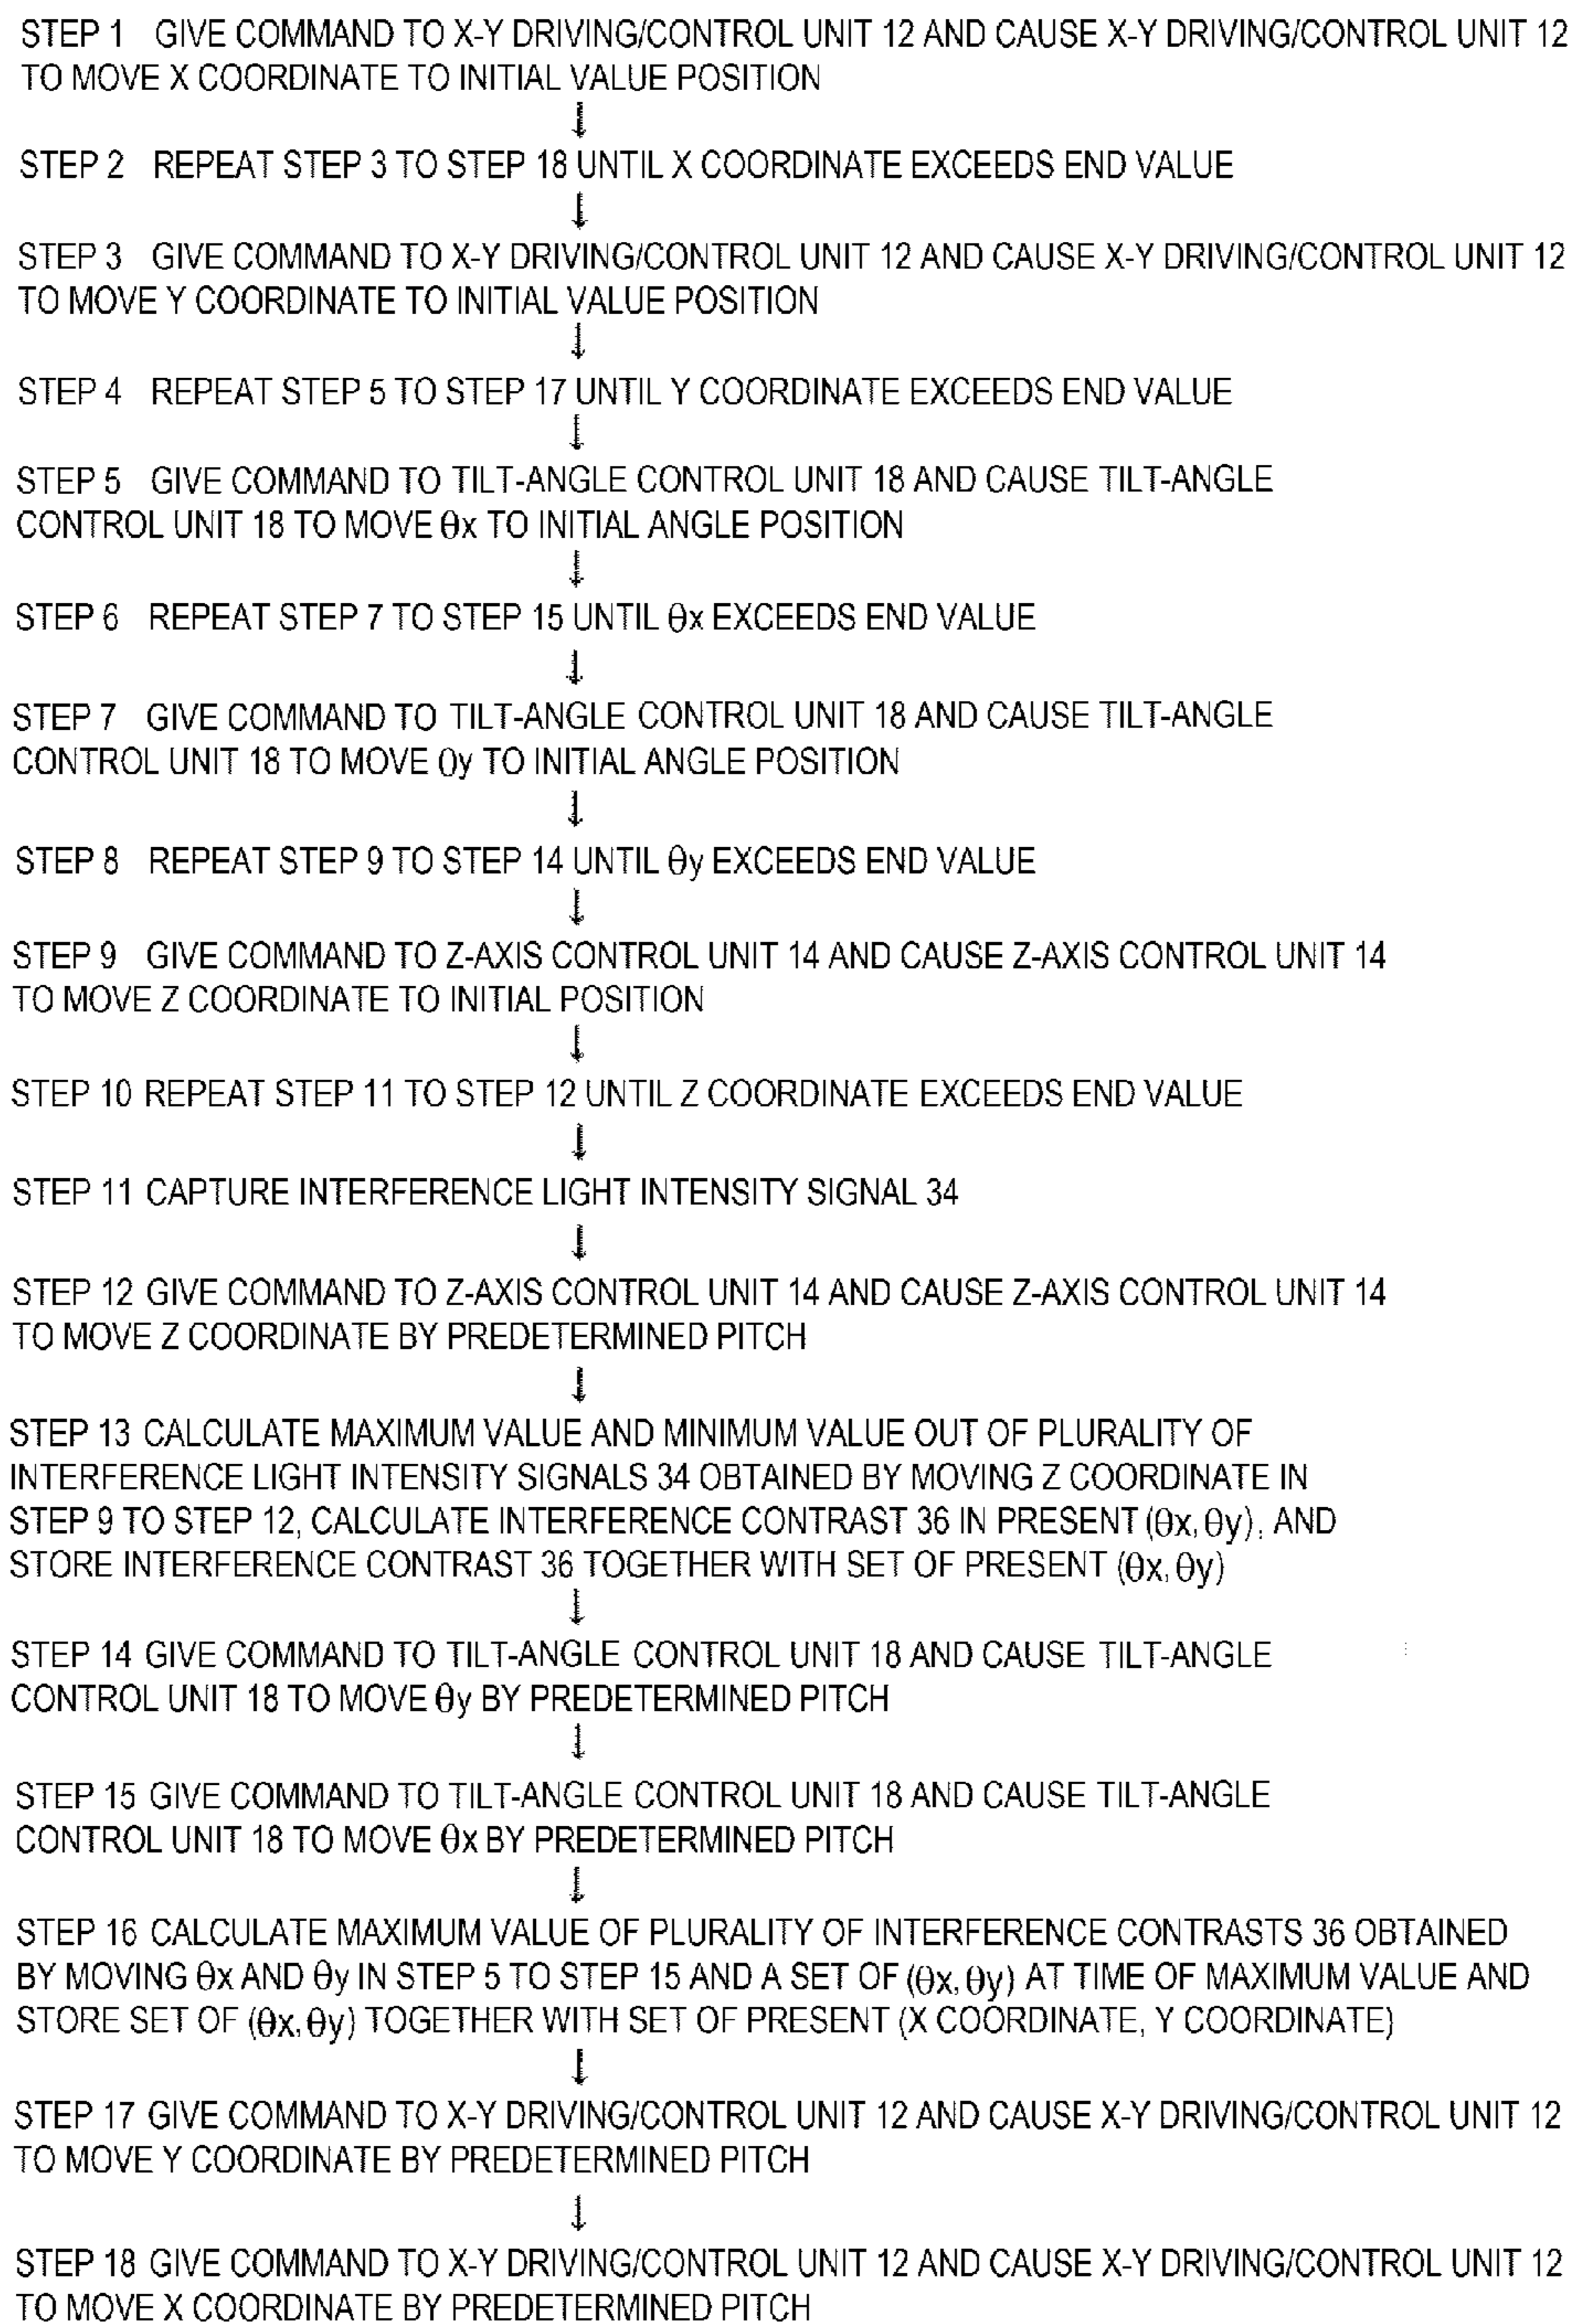 STEP 1 GIVE COMMAND TO X-Y DRIVING/CONTROL UNIT 12 AND CAUSE X-Y DRIVING/CONTROL UNIT 12
TO MOVE X COORDINATE TO INITIAL VALUE POSITION
↓
STEP 2 REPEAT STEP 3 TO STEP 18 UNTIL X COORDINATE EXCEEDS END VALUE
↓
STEP 3 GIVE COMMAND TO X-Y DRIVING/CONTROL UNIT 12 AND CAUSE X-Y DRIVING/CONTROL UNIT 12
TO MOVE Y COORDINATE TO INITIAL VALUE POSITION
↓
STEP 4 REPEAT STEP 5 TO STEP 17 UNTIL Y COORDINATE EXCEEDS END VALUE
↓
STEP 5 GIVE COMMAND TO TILT-ANGLE CONTROL UNIT 18 AND CAUSE TILT-ANGLE
CONTROL UNIT 18 TO MOVE θx TO INITIAL ANGLE POSITION
↓
STEP 6 REPEAT STEP 7 TO STEP 15 UNTIL θx EXCEEDS END VALUE
↓
STEP 7 GIVE COMMAND TO TILT-ANGLE CONTROL UNIT 18 AND CAUSE TILT-ANGLE
CONTROL UNIT 18 TO MOVE θy TO INITIAL ANGLE POSITION
↓
STEP 8 REPEAT STEP 9 TO STEP 14 UNTIL θy EXCEEDS END VALUE
↓
STEP 9 GIVE COMMAND TO Z-AXIS CONTROL UNIT 14 AND CAUSE Z-AXIS CONTROL UNIT 14
TO MOVE Z COORDINATE TO INITIAL POSITION
↓
STEP 10 REPEAT STEP 11 TO STEP 12 UNTIL Z COORDINATE EXCEEDS END VALUE
↓
STEP 11 CAPTURE INTERFERENCE LIGHT INTENSITY SIGNAL 34
↓
STEP 12 GIVE COMMAND TO Z-AXIS CONTROL UNIT 14 AND CAUSE Z-AXIS CONTROL UNIT 14
TO MOVE Z COORDINATE BY PREDETERMINED PITCH
↓
STEP 13 CALCULATE MAXIMUM VALUE AND MINIMUM VALUE OUT OF PLURALITY OF
INTERFERENCE LIGHT INTENSITY SIGNALS 34 OBTAINED BY MOVING Z COORDINATE IN
STEP 9 TO STEP 12, CALCULATE INTERFERENCE CONTRAST 36 IN PRESENT (θx, θy), AND
STORE INTERFERENCE CONTRAST 36 TOGETHER WITH SET OF PRESENT (θx, θy)
↓
STEP 14 GIVE COMMAND TO TILT-ANGLE CONTROL UNIT 18 AND CAUSE TILT-ANGLE
CONTROL UNIT 18 TO MOVE θy BY PREDETERMINED PITCH
↓
STEP 15 GIVE COMMAND TO TILT-ANGLE CONTROL UNIT 18 AND CAUSE TILT-ANGLE
CONTROL UNIT 18 TO MOVE θx BY PREDETERMINED PITCH
↓
STEP 16 CALCULATE MAXIMUM VALUE OF PLURALITY OF INTERFERENCE CONTRASTS 36 OBTAINED
BY MOVING θx AND θy IN STEP 5 TO STEP 15 AND A SET OF (θx, θy) AT TIME OF MAXIMUM VALUE AND
STORE SET OF (θx, θy) TOGETHER WITH SET OF PRESENT (X COORDINATE, Y COORDINATE)
↓
STEP 17 GIVE COMMAND TO X-Y DRIVING/CONTROL UNIT 12 AND CAUSE X-Y DRIVING/CONTROL UNIT 12
TO MOVE Y COORDINATE BY PREDETERMINED PITCH
↓
STEP 18 GIVE COMMAND TO X-Y DRIVING/CONTROL UNIT 12 AND CAUSE X-Y DRIVING/CONTROL UNIT 12
TO MOVE X COORDINATE BY PREDETERMINED PITCH